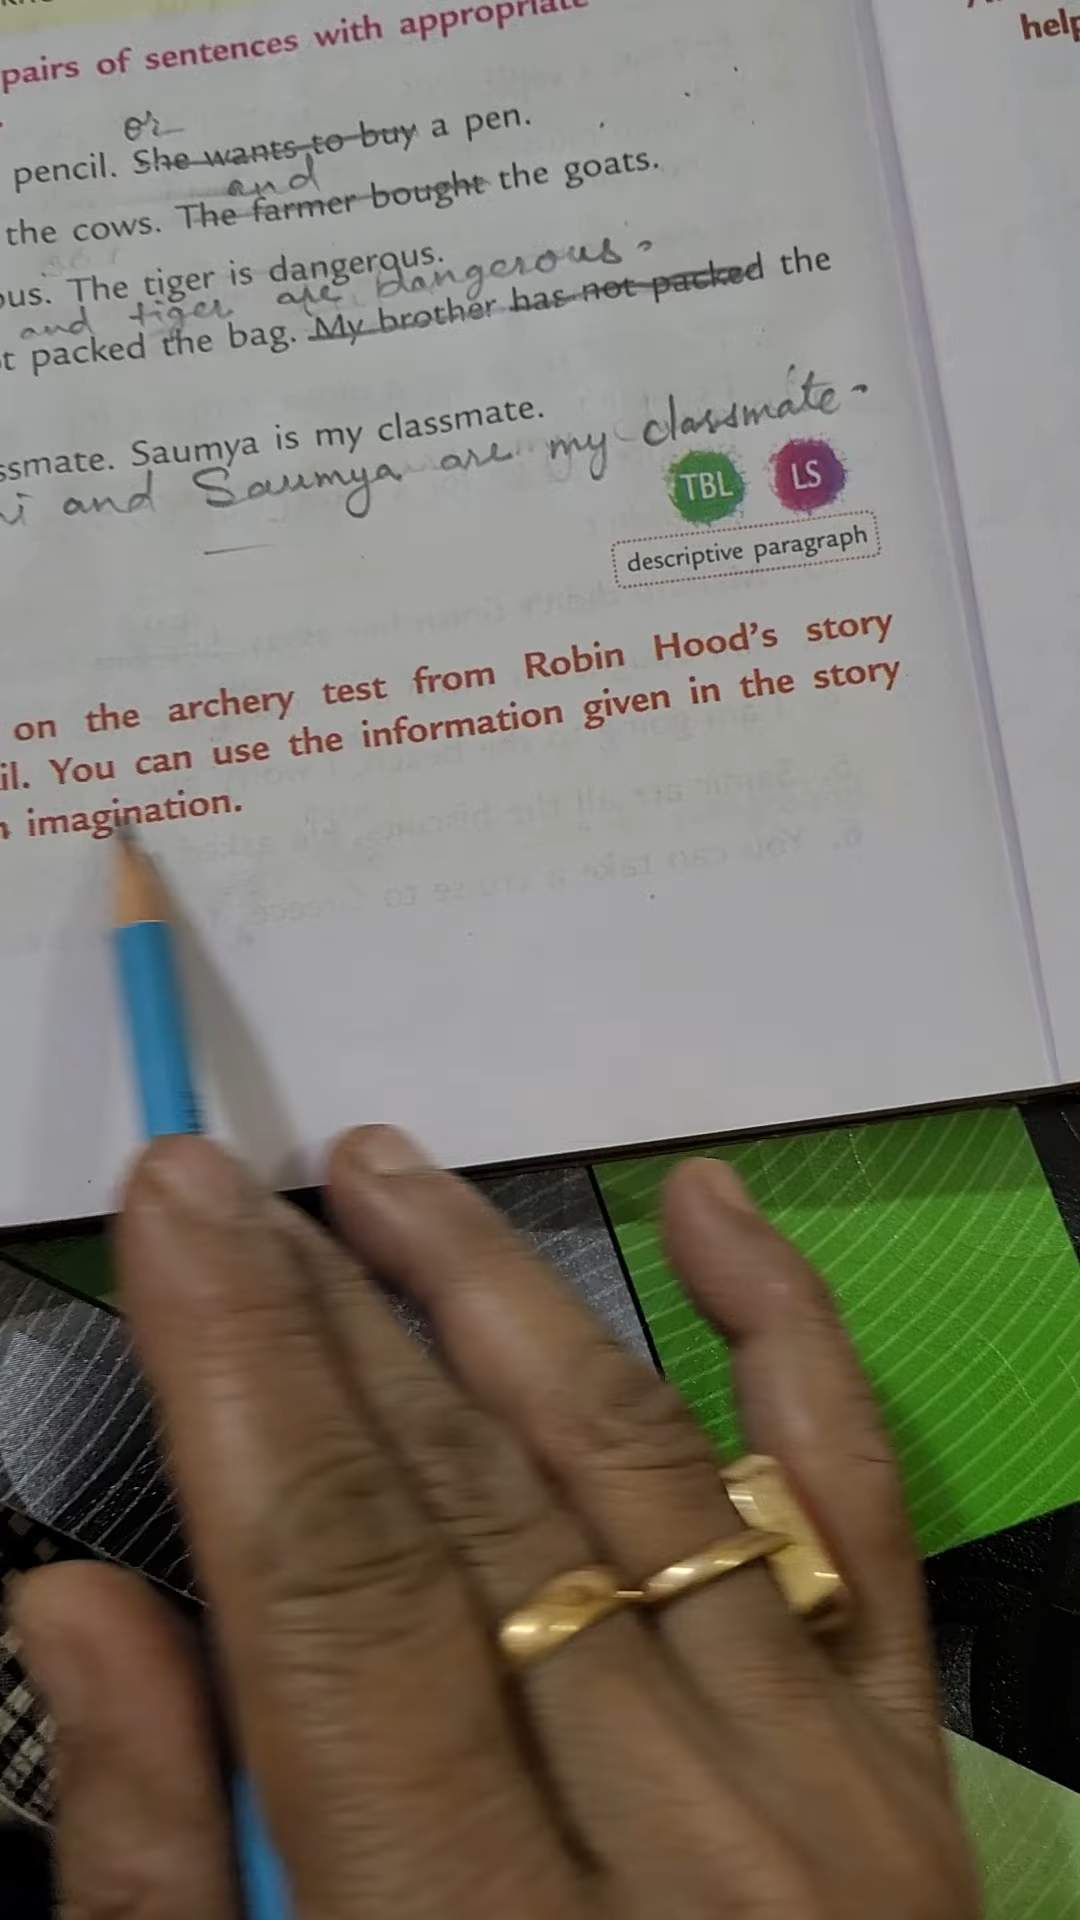 pairs of sentences with appropriate
help
or
pencil. She wants to buy a pen.
and
the cows. The farmer bought the goats.
ous. The tiger is dangerous.
and tiger are dangerous.
t packed the bag. My brother has not packed the
ssmate. Saumya is my classmate.
i and Saumya are my classmate.
TBL LS
descriptive paragraph
on the archery test from Robin Hood's story
il. You can use the information given in the story
imagination.